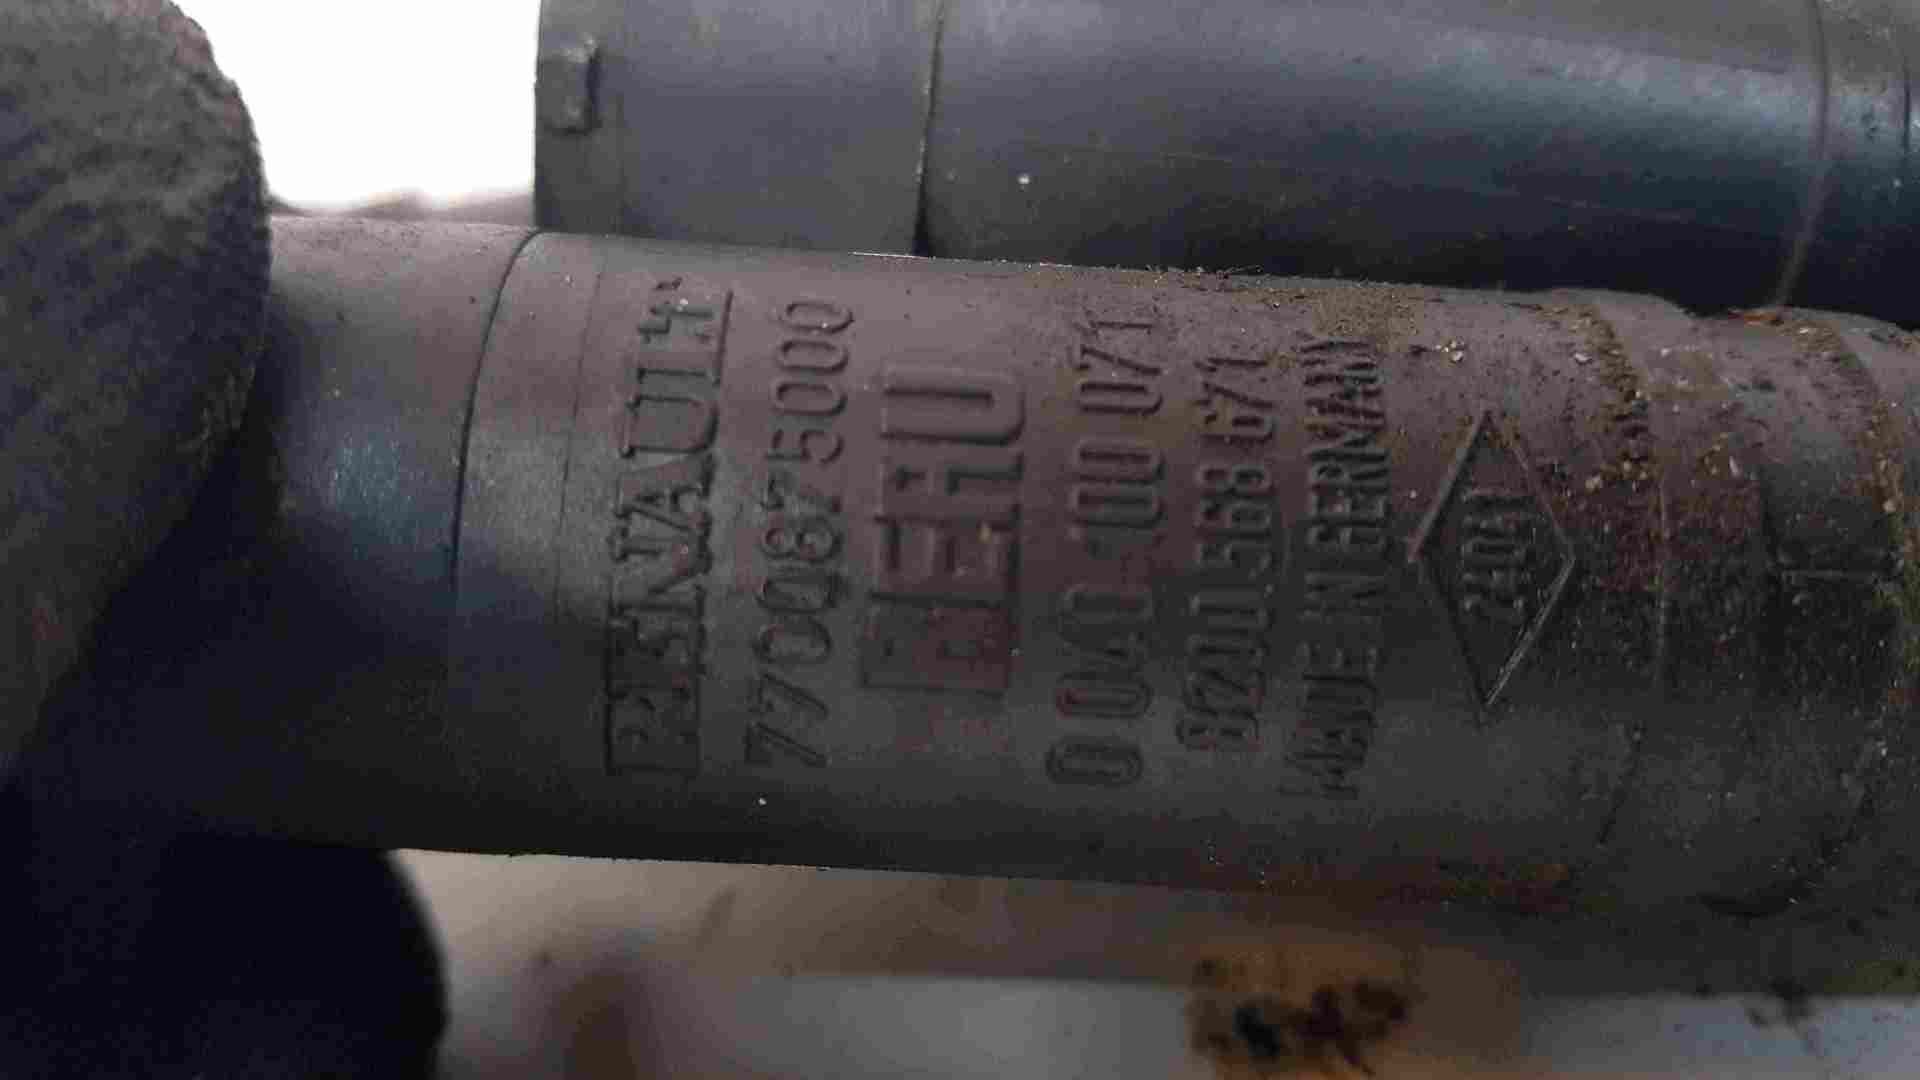 RENAULT
7700875000
BERU
0 040 100 071
8200 568 671
MADE IN GERMANY